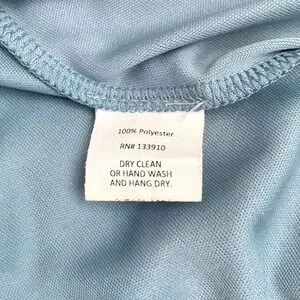 100% Polyester
RN# 133910
DRY CLEAN
OR HAND WASH
AND HANG DRY.